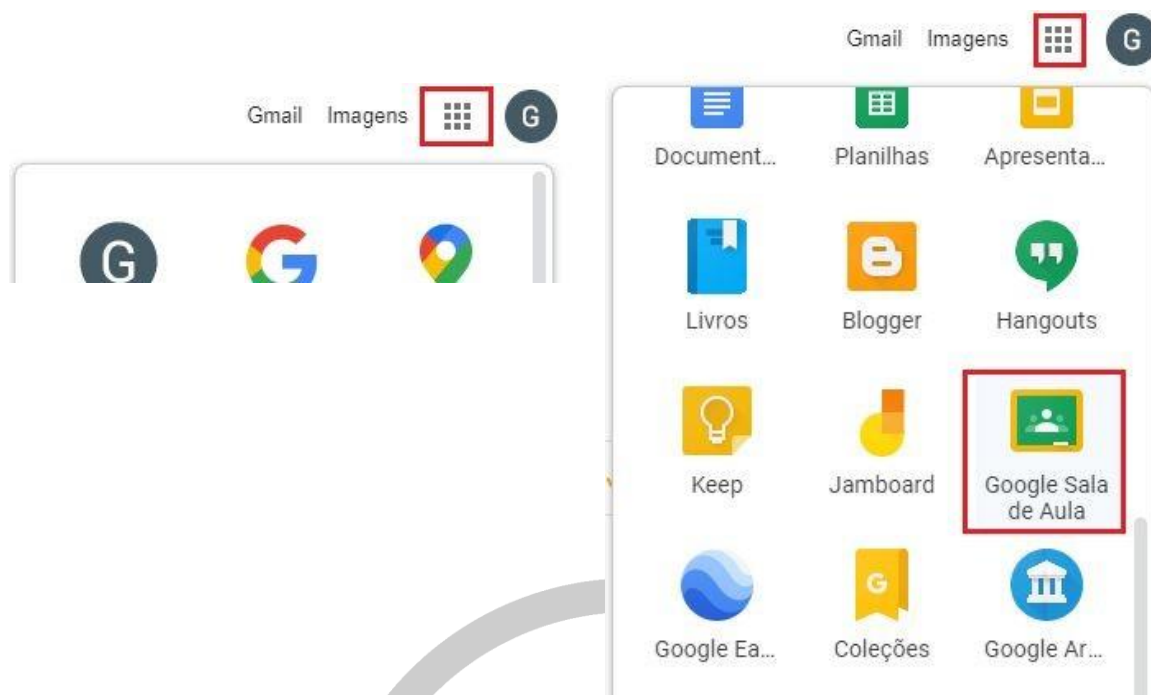 Gmail Imagens G
G
Gmail Imagens G
Document... Planilhas Apresenta...
Livros Blogger Hangouts
Keep Jamboard Google Sala
de Aula
G
Google Ea... Coleções Google Ar...